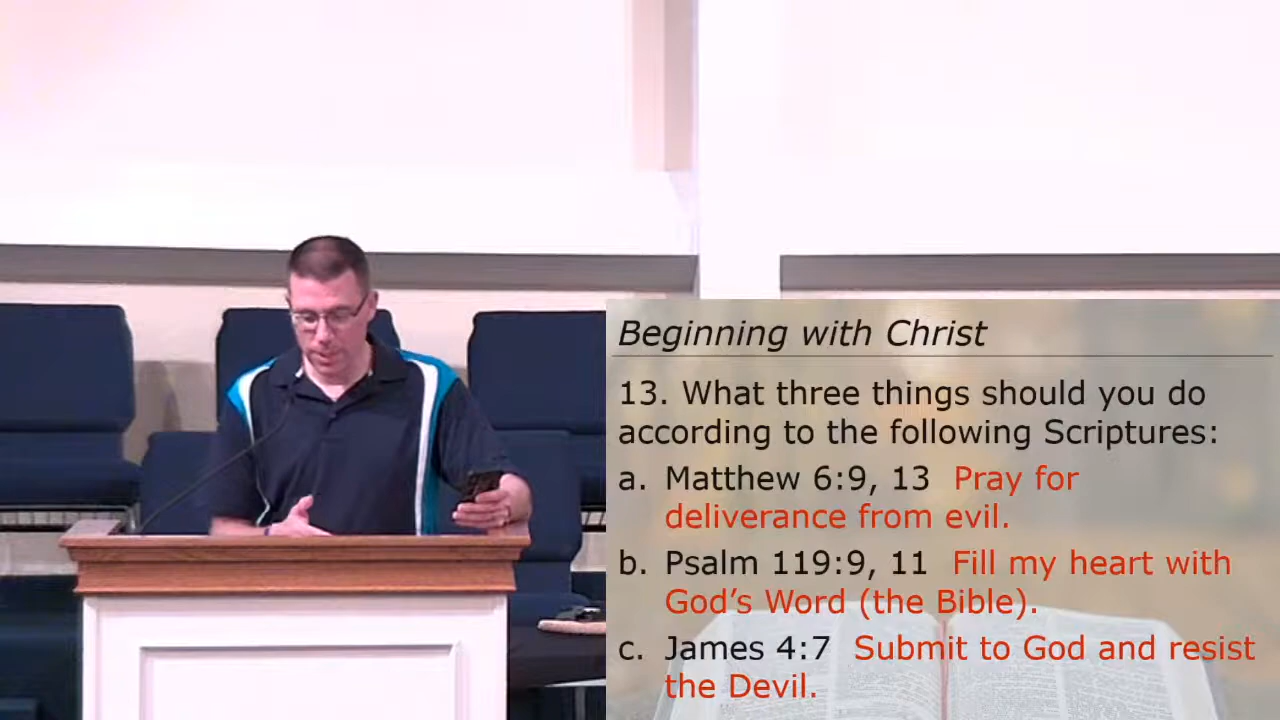 Beginning with Christ
13. What three things should you do
according to the following Scriptures:
a. Matthew 6:9, 13 Pray for
deliverance from evil.
b. Psalm 119:9, 11 Fill my heart with
God’s Word (the Bible).
c. James 4:7 Submit to God and resist
the Devil.